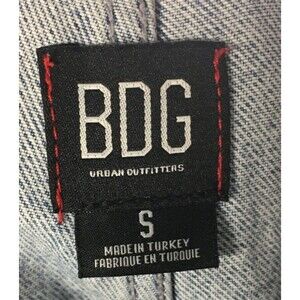 BDG
URBAN OUTFITTERS
S
MADE IN TURKEY
FABRIQUE EN TURQUIE